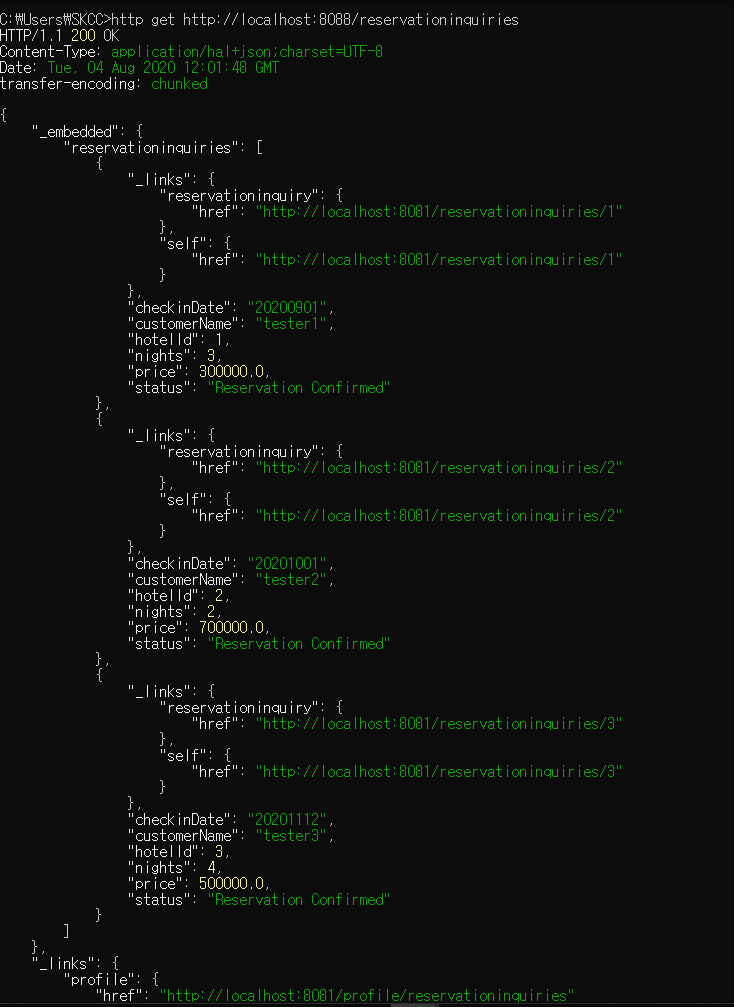 C:\Users\SKCC>http get http://localhost:8088/reservationinquiries
HTTP/1.1 200 OK
Content-Type: application/hal+json;charset=UTF-8
Date: Tue, 04 Aug 2020 12:01:48 GMT
transfer-encoding: chunked
{
    "_embedded": {
        "reservationinquiries": [
            {
                "_links": {
                    "reservationinquiry": {
                        "href": "http://localhost:8081/reservationinquiries/1"
                    },
                    "self": {
                        "href": "http://localhost:8081/reservationinquiries/1"
                    }
                },
                "checkinDate": "20200901",
                "customerName": "tester1",
                "hotelId": 1,
                "nights": 3,
                "price": 300000.0,
                "status": "Reservation Confirmed"
            },
            {
                "_links": {
                    "reservationinquiry": {
                        "href": "http://localhost:8081/reservationinquiries/2"
                    },
                    "self": {
                        "href": "http://localhost:8081/reservationinquiries/2"
                    }
                },
                "checkinDate": "20201001",
                "customerName": "tester2",
                "hotelId": 2,
                "nights": 2,
                "price": 700000.0,
                "status": "Reservation Confirmed"
            },
            {
                "_links": {
                    "reservationinquiry": {
                        "href": "http://localhost:8081/reservationinquiries/3"
                    },
                    "self": {
                        "href": "http://localhost:8081/reservationinquiries/3"
                    }
                },
                "checkinDate": "20201112",
                "customerName": "tester3",
                "hotelId": 3,
                "nights": 4,
                "price": 500000.0,
                "status": "Reservation Confirmed"
            }
        ]
    },
    "_links": {
        "profile": {
            "href": "http://localhost:8081/profile/reservationinquiries"